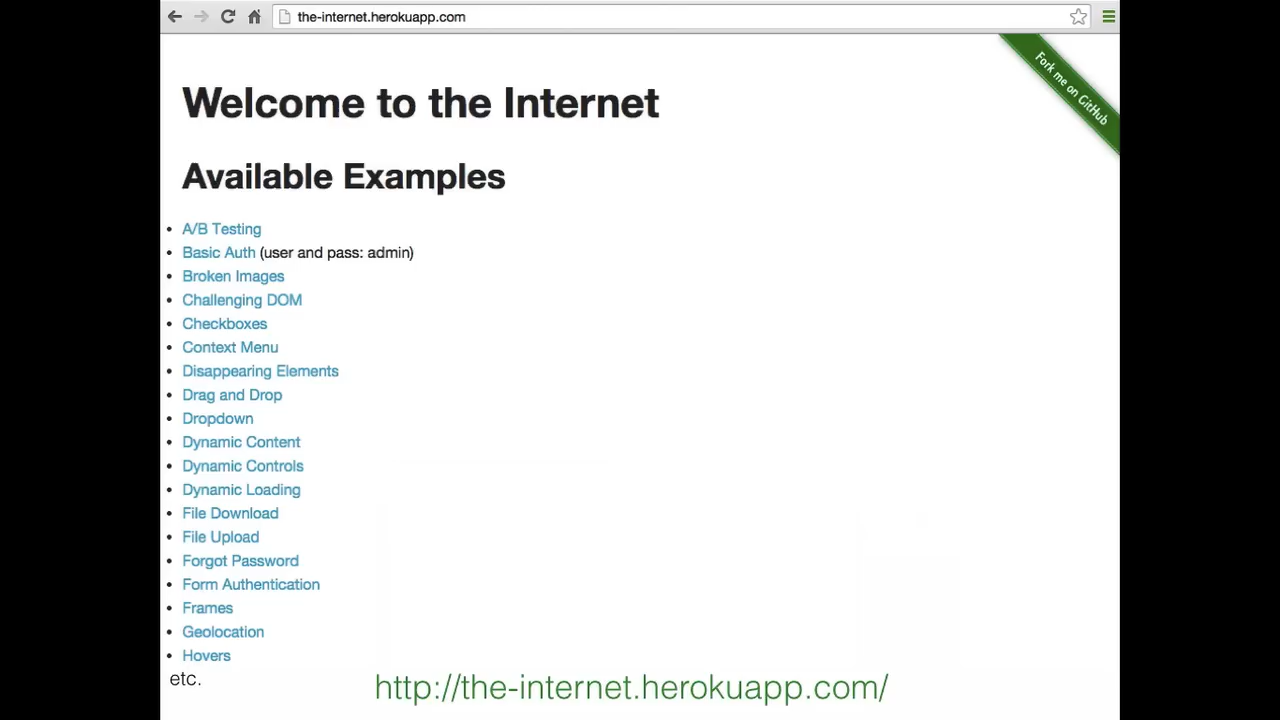 the-internet.herokuapp.com
Fork me on GitHub
Welcome to the Internet
Available Examples
A/B Testing
Basic Auth (user and pass: admin)
Broken Images
Challenging DOM
Checkboxes
Context Menu
Disappearing Elements
Drag and Drop
Dropdown
Dynamic Content
Dynamic Controls
Dynamic Loading
File Download
File Upload
Forgot Password
Form Authentication
Frames
Geolocation
Hovers
etc.
http://the-internet.herokuapp.com/